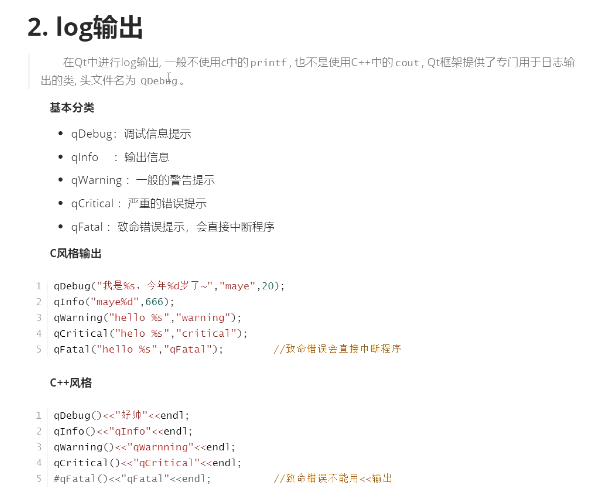 2. log输出
在Qt中进行log输出, 一般不使用c中的printf, 也不是使用C++中的cout, Qt框架提供了专门用于日志输
出的类, 头文件名为 QDebug。
基本分类
• qDebug：调试信息提示
• qInfo ：输出信息
• qWarning：一般的警告提示
• qCritical：严重的错误提示
• qFatal：致命错误提示，会直接中断程序
C风格输出
1 qDebug("我是%s，今年%d岁了~","maye",20);
2 qInfo("maye%d",666);
3 qWarning("hello %s","warning");
4 qCritical("helo %s","critical");
5 qFatal("hello %s","qFatal"); //致命错误会直接中断程序
C++风格
1 qDebug()<<"好帅"<<endl;
2 qInfo()<<"qInfo"<<endl;
3 qWarning()<<"qWarnning"<<endl;
4 qCritical()<<"qCritical"<<endl;
5 #qFatal()<<"qFatal"<<endl; //致命错误不能用<<输出